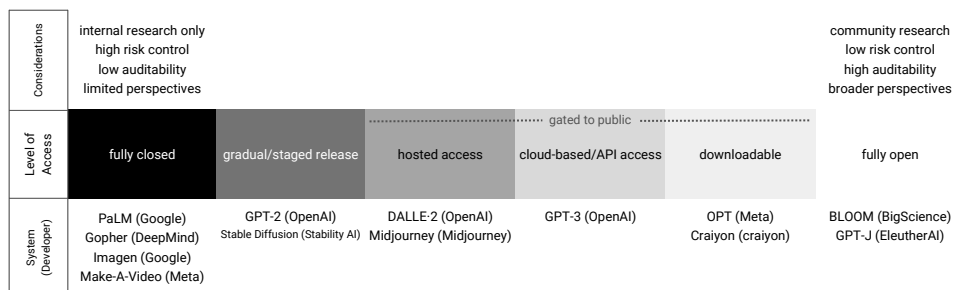 Considerations
internal research only
high risk control
low auditability
limited perspectives
community research
low risk control
high auditability
broader perspectives
Level of
Access
fully closed
gradual/staged release
gated to public
hosted access
cloud-based/API access
downloadable
fully open
System
(Developer)
PaLM (Google)
Gopher (DeepMind)
Imagen (Google)
Make-A-Video (Meta)
GPT-2 (OpenAI)
Stable Diffusion (Stability AI)
DALLE·2 (OpenAI)
Midjourney (Midjourney)
GPT-3 (OpenAI)
OPT (Meta)
Craiyon (craiyon)
BLOOM (BigScience)
GPT-J (EleutherAI)